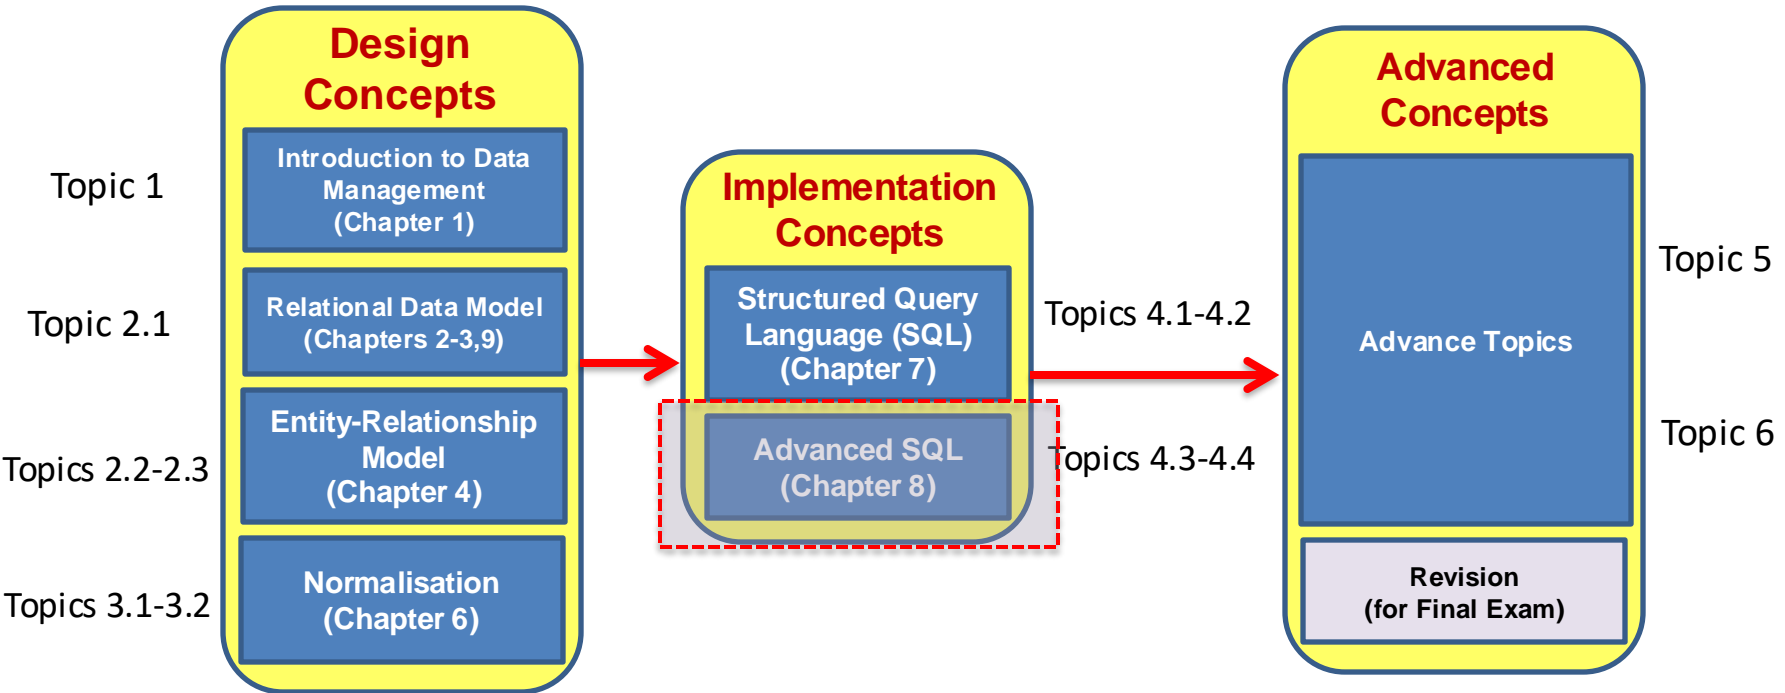 Design
Concepts
Topic 1
Introduction to Data
Management
(Chapter 1)
Topic 2.1
Relational Data Model
(Chapters 2-3,9)
Topics 2.2-2.3
Entity-Relationship
Model
(Chapter 4)
Topics 3.1-3.2
Normalisation
(Chapter 6)
Implementation
Concepts
Structured Query
Language (SQL)
(Chapter 7)
Topics 4.1-4.2
Advanced SQL
(Chapter 8)
Topics 4.3-4.4
Advanced
Concepts
Advance Topics
Topic 5
Topic 6
Revision
(for Final Exam)